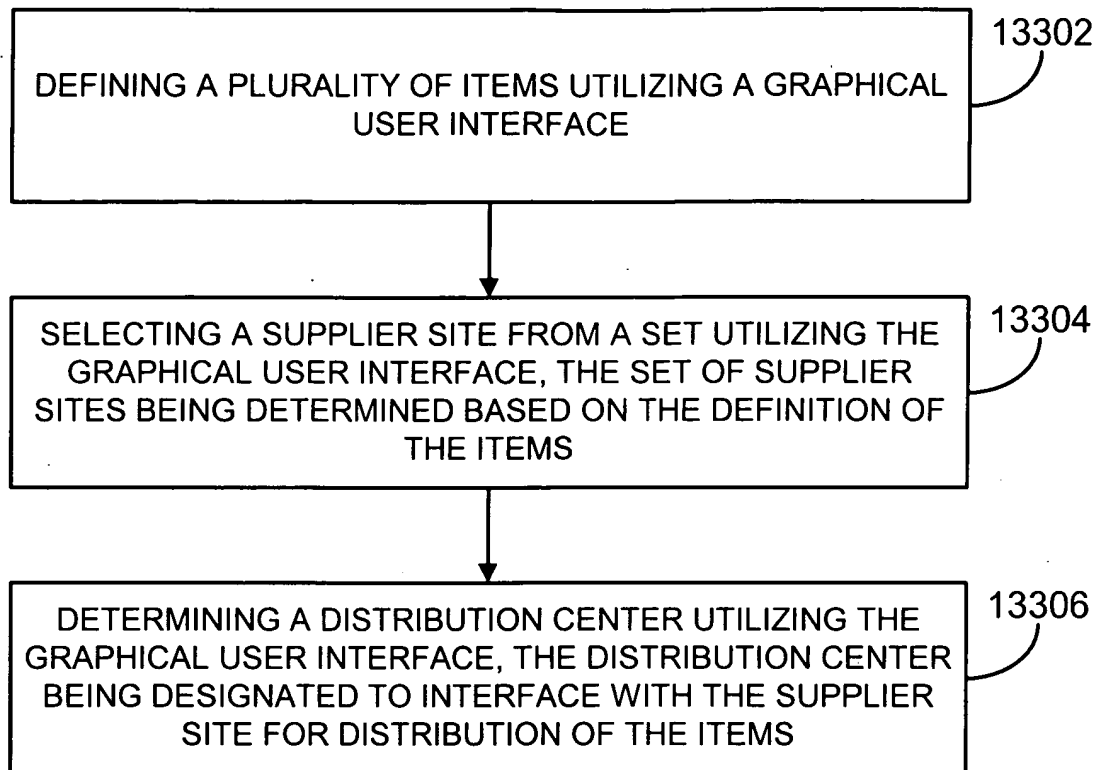 13302
DEFINING A PLURALITY OF ITEMS UTILIZING A GRAPHICAL
USER INTERFACE
13304
SELECTING A SUPPLIER SITE FROM A SET UTILIZING THE
GRAPHICAL USER INTERFACE, THE SET OF SUPPLIER
SITES BEING DETERMINED BASED ON THE DEFINITION OF
THE ITEMS
13306
DETERMINING A DISTRIBUTION CENTER UTILIZING THE
GRAPHICAL USER INTERFACE, THE DISTRIBUTION CENTER
BEING DESIGNATED TO INTERFACE WITH THE SUPPLIER
SITE FOR DISTRIBUTION OF THE ITEMS